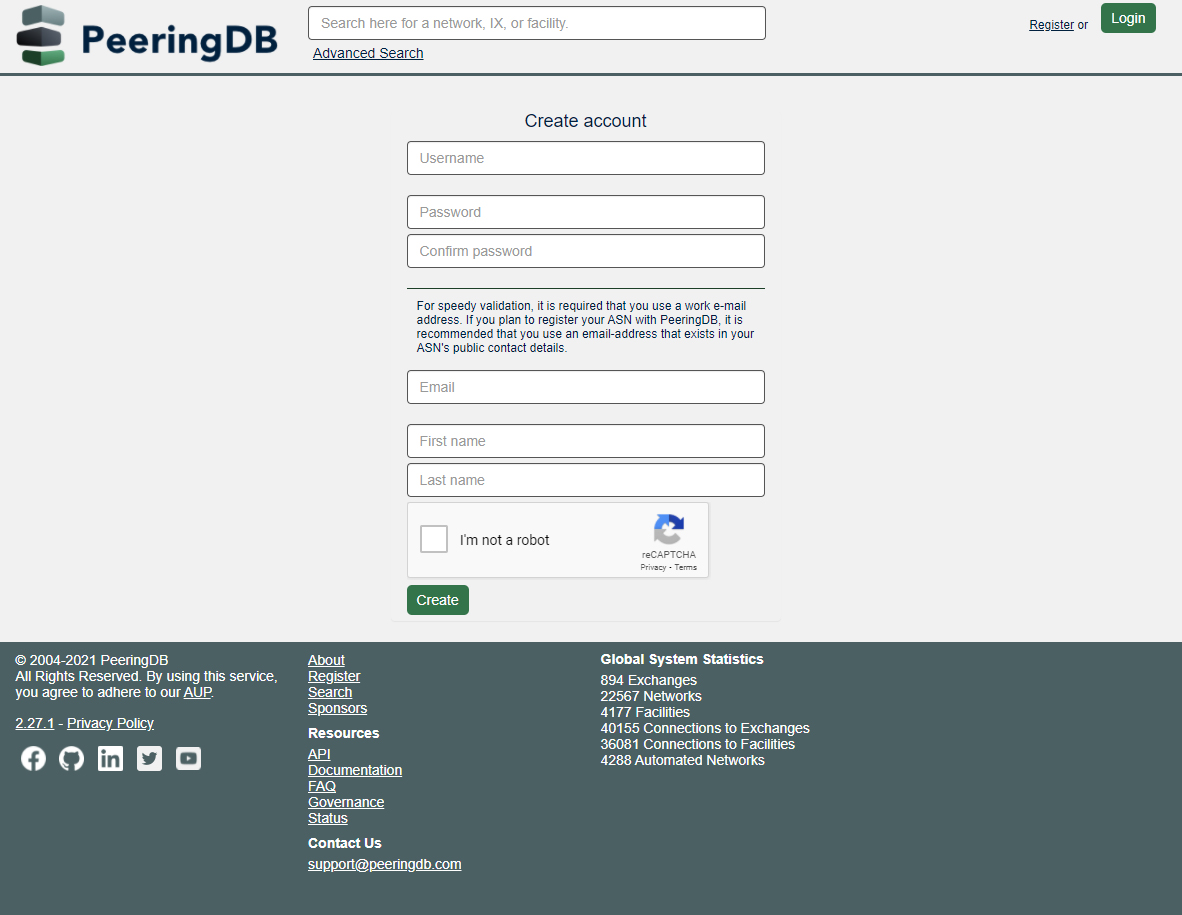 PeeringDB
Search here for a network, IX, or facility.
Advanced Search
Register or
Login
Create account
Username
Password
Confirm password
For speedy validation, it is required that you use a work e-mail
address. If you plan to register your ASN with PeeringDB, it is
recommended that you use an email-address that exists in your
ASN's public contact details.
Email
First name
Last name
I'm not a robot
reCAPTCHA
Privacy - Terms
Create
© 2004-2021 PeeringDB
All Rights Reserved. By using this service,
you agree to adhere to our AUP.
2.27.1 - Privacy Policy
About
Register
Search
Sponsors
Resources
API
Documentation
FAQ
Governance
Status
Contact Us
support@peeringdb.com
Global System Statistics
894 Exchanges
22567 Networks
4177 Facilities
40155 Connections to Exchanges
36081 Connections to Facilities
4288 Automated Networks